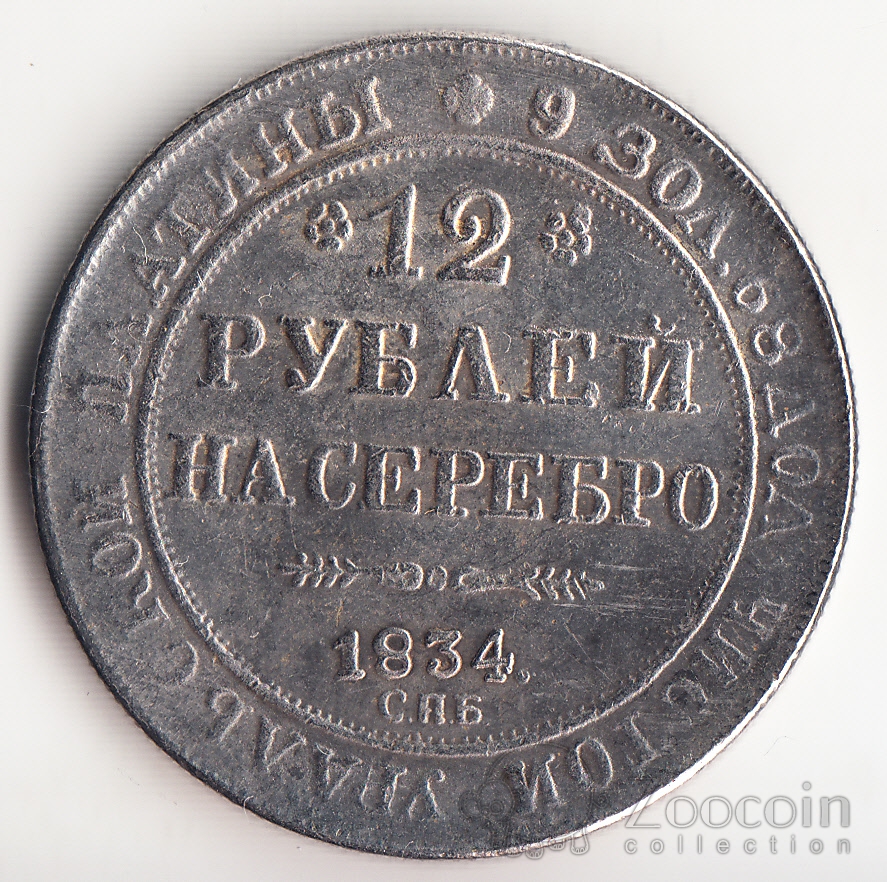 12
РУБЛЕЙ
НА СЕРЕБРО
1834.
С.П.Б
9 ЗОЛ. 68 ДОЛ. ЧИСТОЙ УРАЛЬСКОЙ ПЛАТИНЫ
Zoocoin
collection